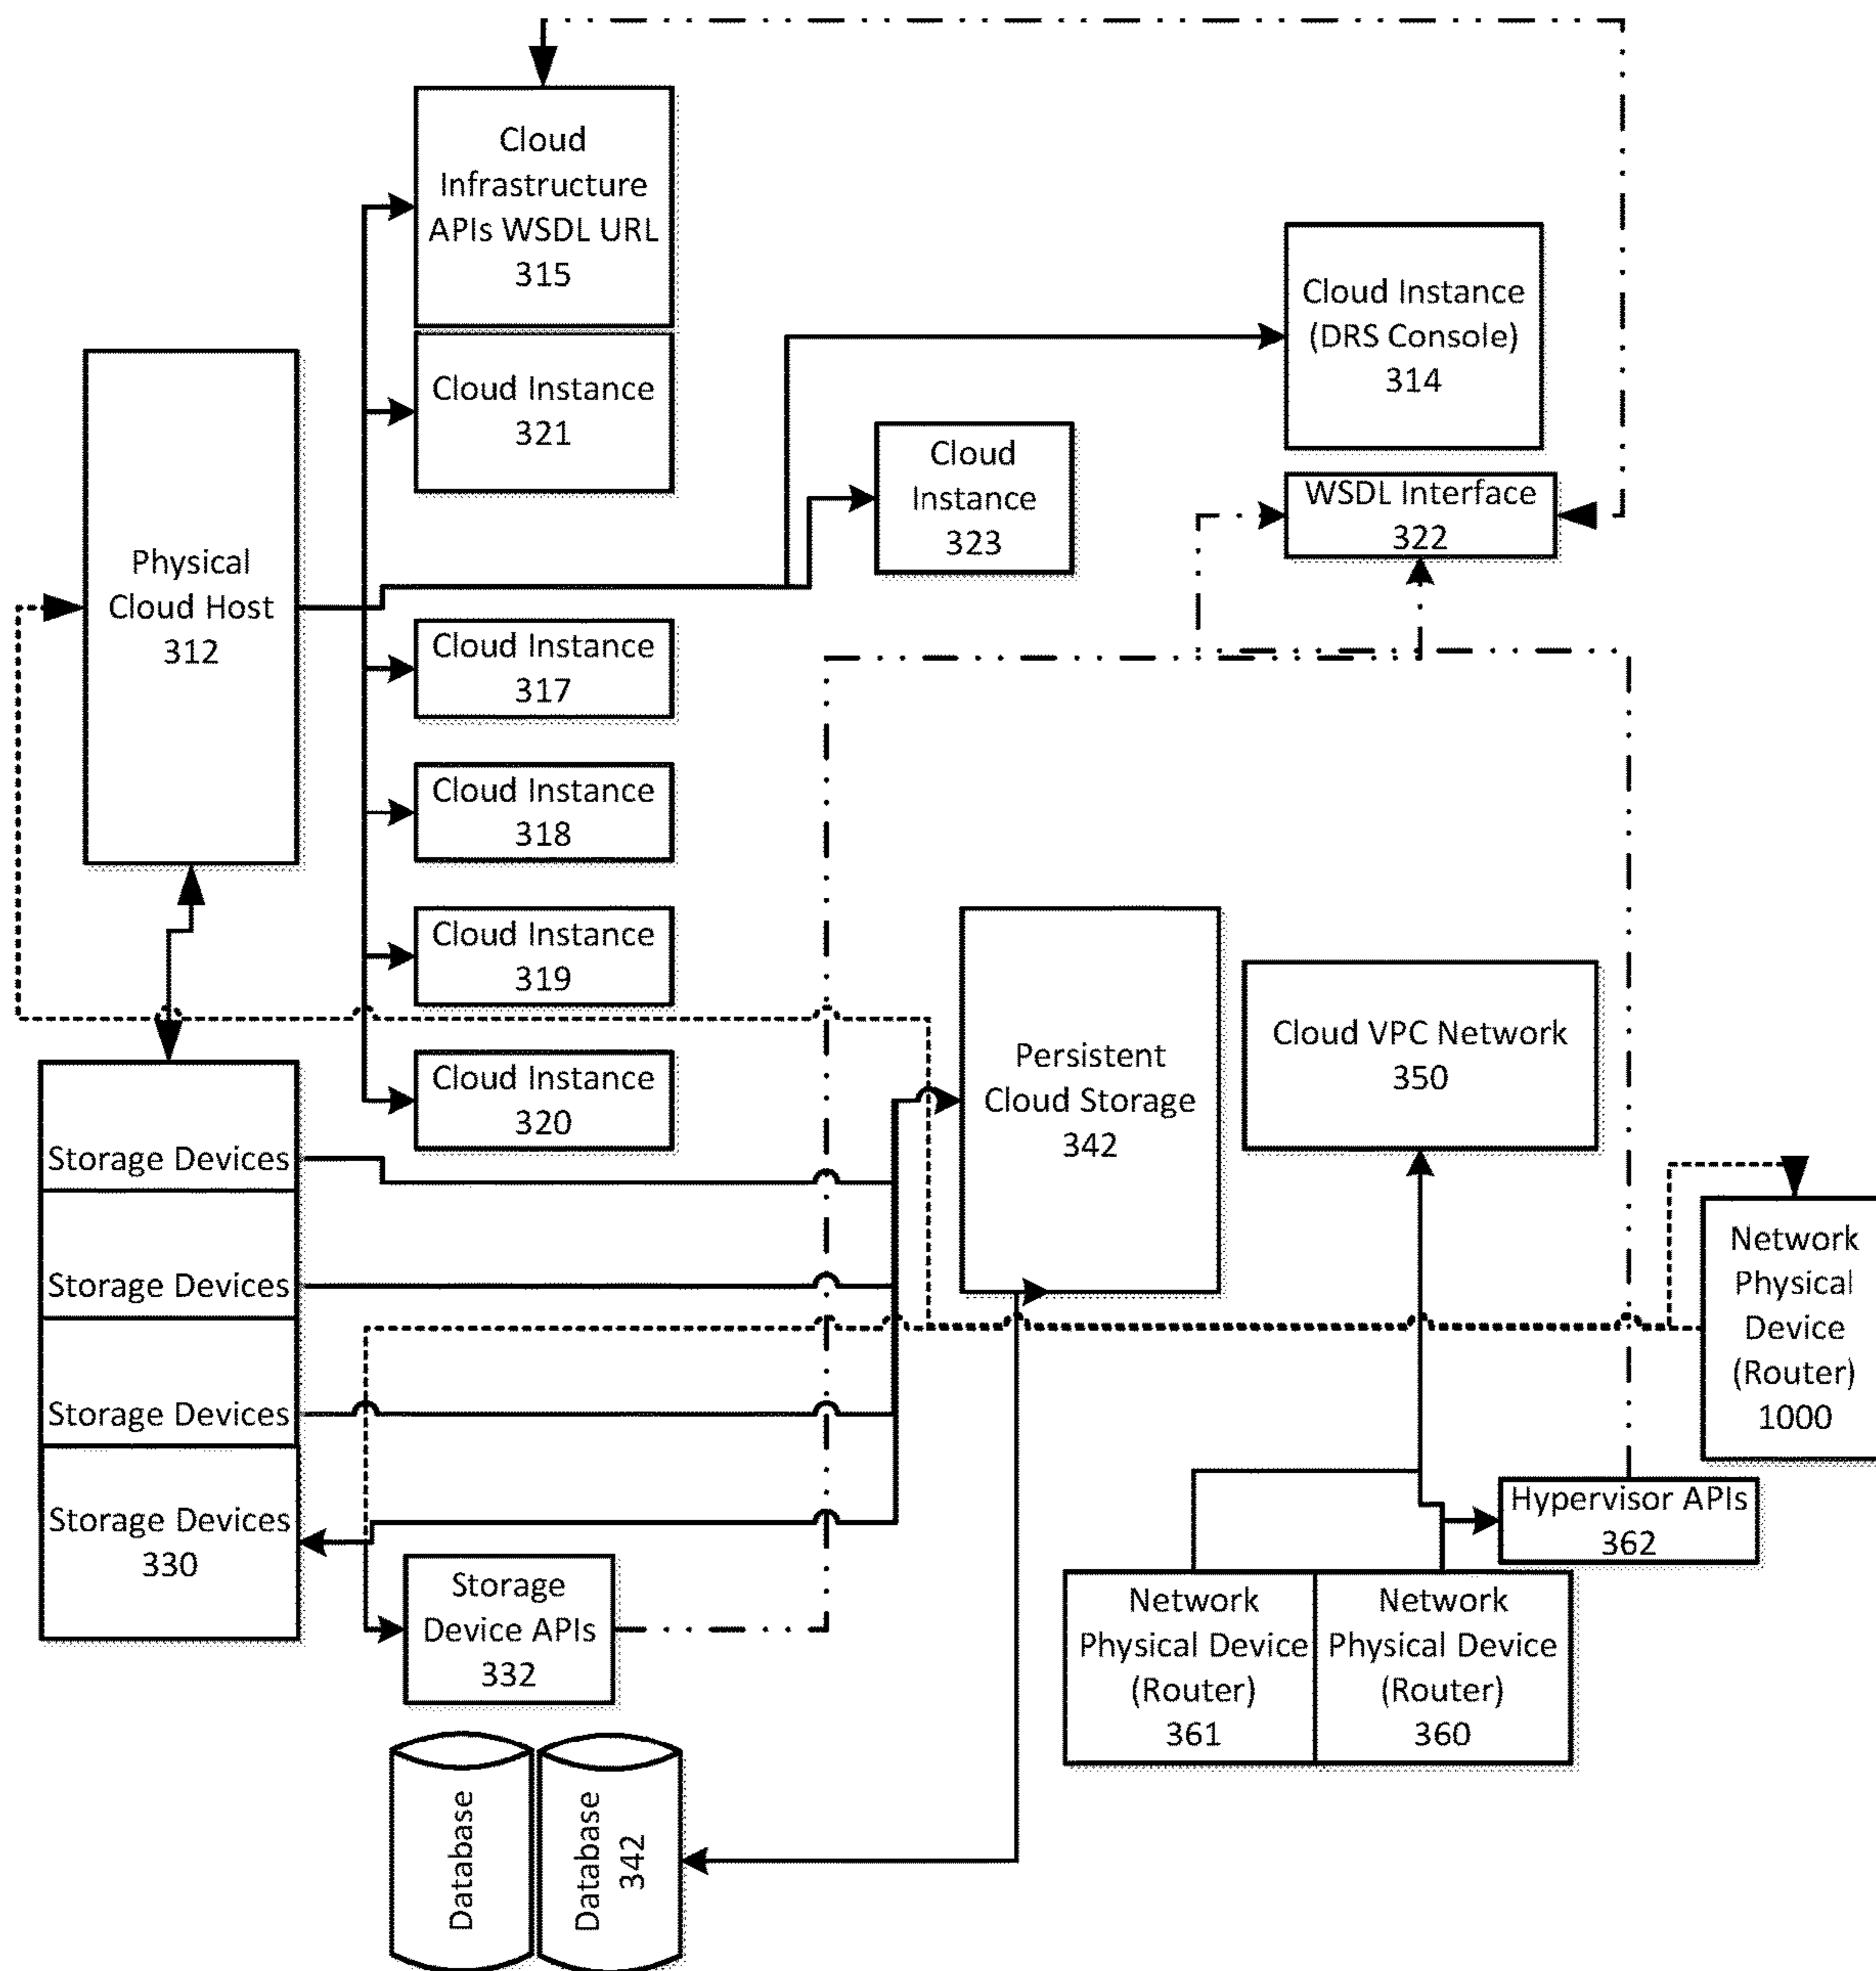 Cloud
Infrastructure
APIs WSDL URL
315
Cloud Instance
321
Cloud Instance
(DRS Console)
314
Cloud
Instance
323
WSDL Interface
322
Physical
Cloud Host
312
Cloud Instance
317
Cloud Instance
318
Cloud Instance
319
Cloud Instance
320
Persistent
Cloud Storage
342
Cloud VPC Network
350
Storage Devices
Storage Devices
Storage Devices
Storage Devices
330
Network
Physical
Device
(Router)
1000
Hypervisor APIs
362
Storage
Device APIs
332
Network
Physical Device
(Router)
361
Network
Physical Device
(Router)
360
Database
Database
342